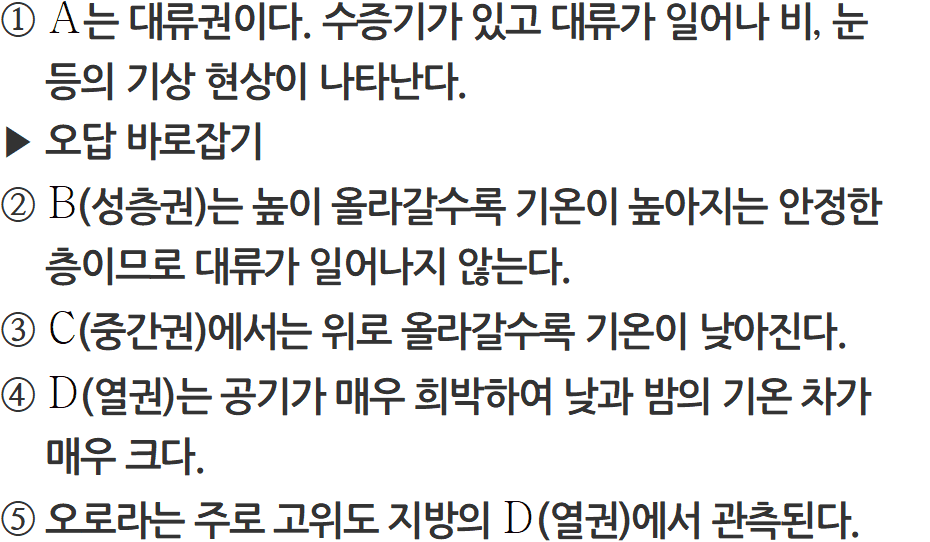 ① A는 대류권이다. 수증기가 있고 대류가 일어나 비, 눈
등의 기상 현상이 나타난다.
▶ 오답 바로잡기
② B(성층권)는 높이 올라갈수록 기온이 높아지는 안정한
층이므로 대류가 일어나지 않는다.
③ C(중간권)에서는 위로 올라갈수록 기온이 낮아진다.
④ D(열권)는 공기가 매우 희박하여 낮과 밤의 기온 차가
매우 크다.
⑤ 오로라는 주로 고위도 지방의 D(열권)에서 관측된다.